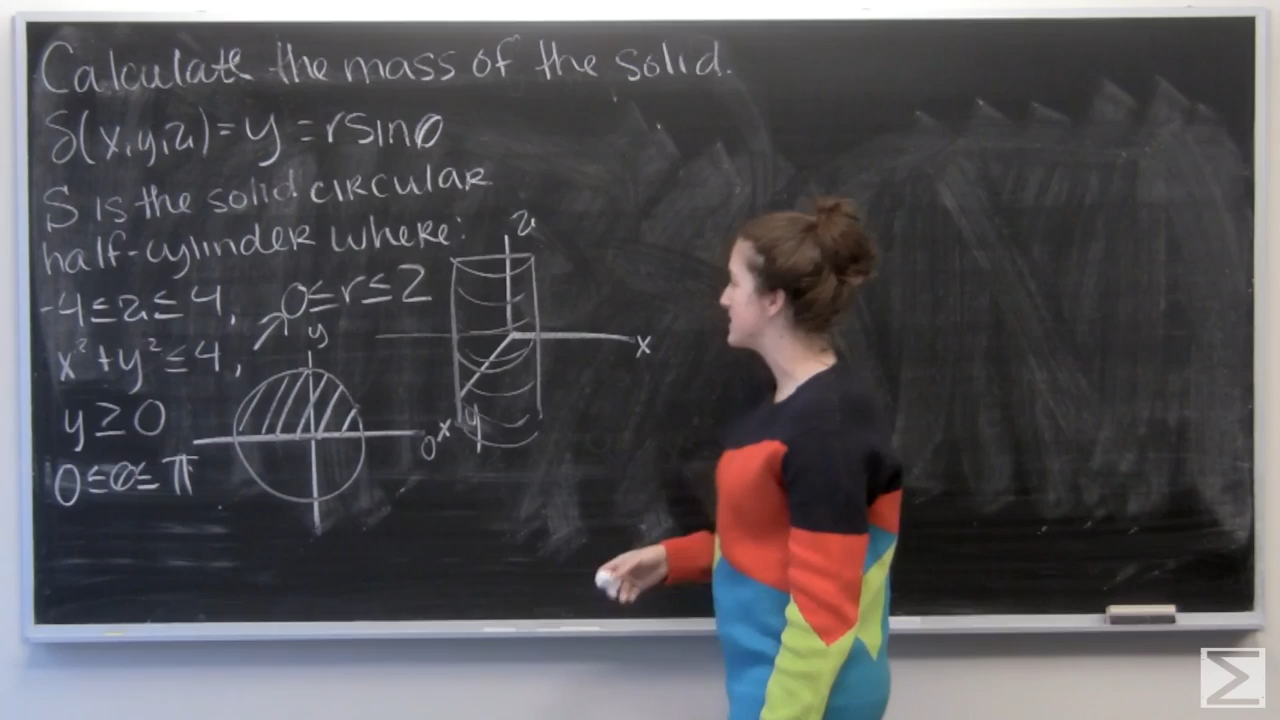 Calculate the mass of the solid.
δ(x,y,z)=y=rsinθ
S is the solid circular
half-cylinder where:
-4≤z≤4, 0≤r≤2
x²+y²≤4,
y≥0
0≤θ≤π
y
x
z
x
y
Σ